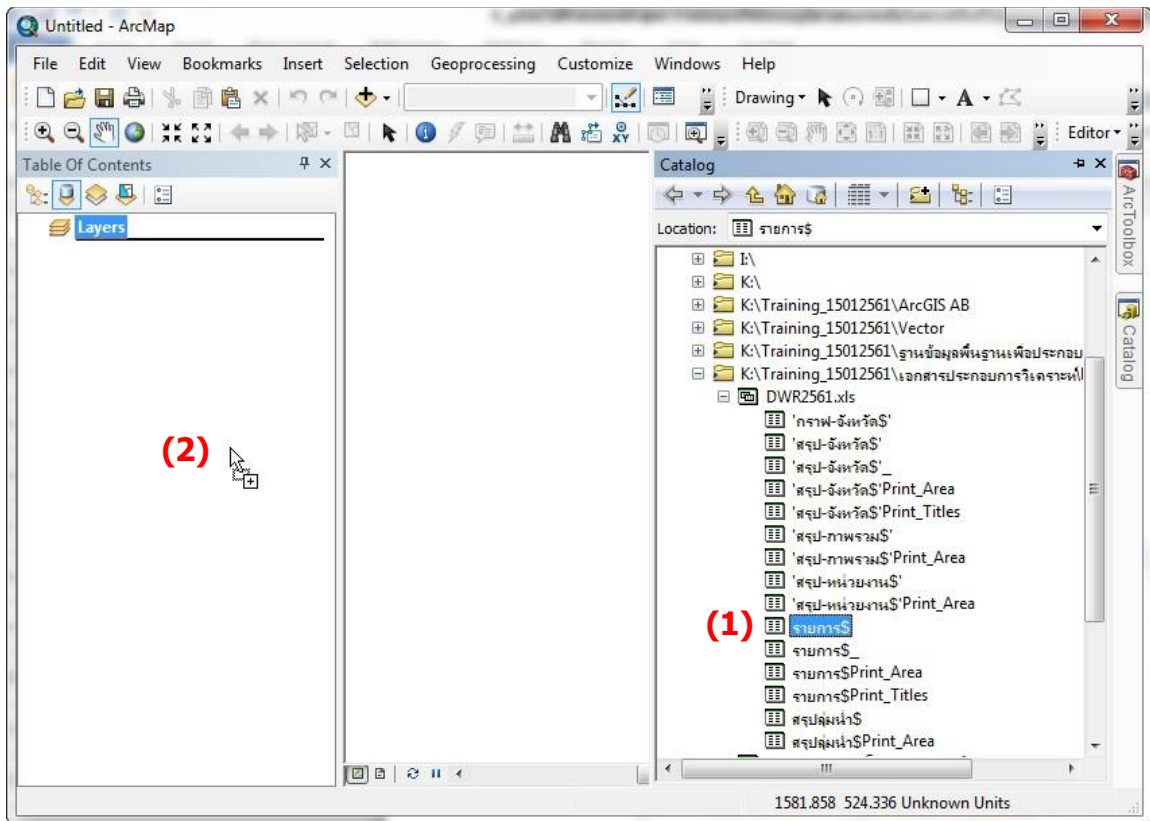 Untitled - ArcMap
File Edit View Bookmarks Insert Selection Geoprocessing Customize Windows Help
Drawing
Editor
Table Of Contents
Layers
Catalog
Location: รายการ$
I:\
K:\
K:\Training_15012561\ArcGIS AB
K:\Training_15012561\Vector
K:\Training_15012561\ฐานข้อมูลพื้นฐานเพื่อประกอบ
K:\Training_15012561\เอกสารประกอบการวิเคราะห์
DWR2561.xls
'กราฟ-จังหวัด$'
'สรุป-จังหวัด$'
'สรุป-จังหวัด$'_
'สรุป-จังหวัด$'Print_Area
'สรุป-จังหวัด$'Print_Titles
'สรุป-ภาพรวม$'
'สรุป-ภาพรวม$'Print_Area
'สรุป-หน่วยงาน$'
'สรุป-หน่วยงาน$'Print_Area
(1) รายการ$
รายการ$_
รายการ$Print_Area
รายการ$Print_Titles
สรุปลุ่มน้ำ$
สรุปลุ่มน้ำ$Print_Area
(2)
ArcToolbox
Catalog
1581.858 524.336 Unknown Units